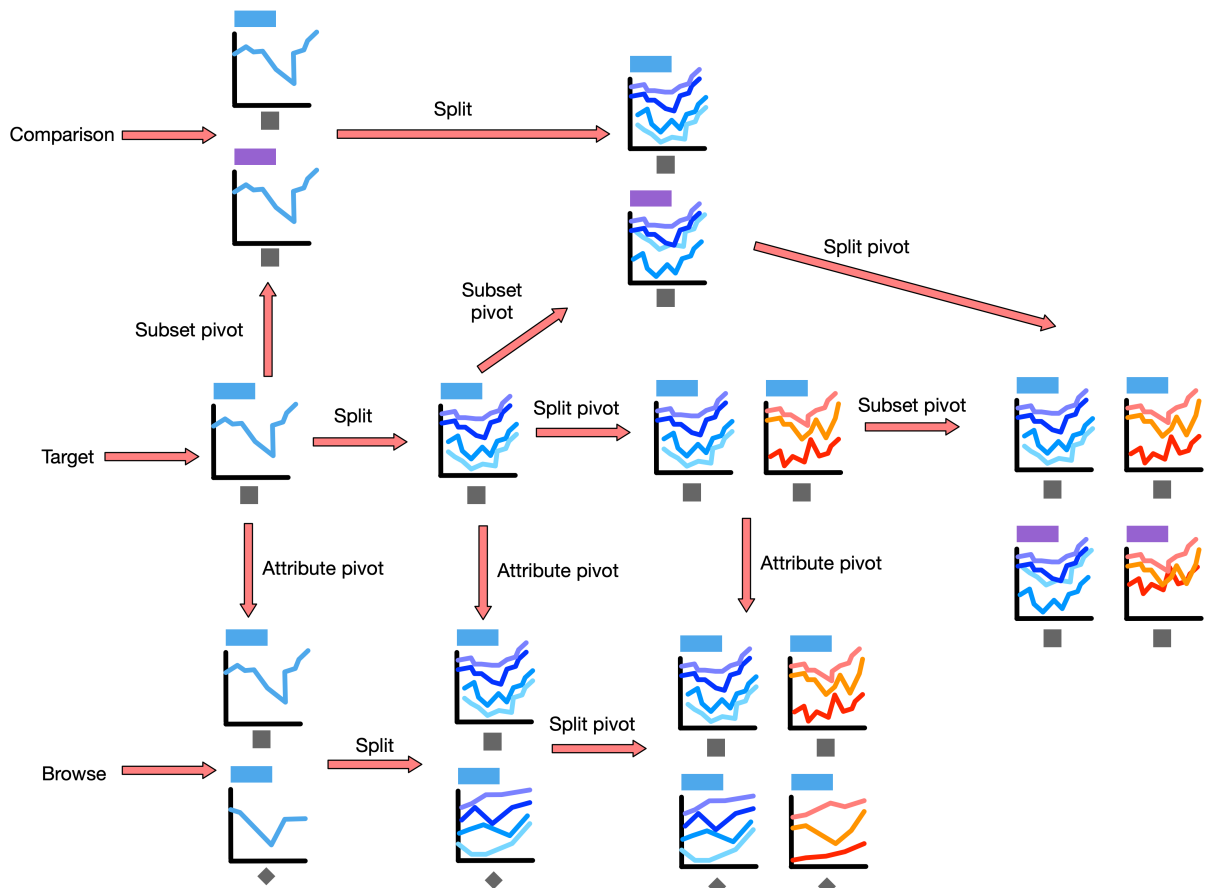 Split
Comparison
Split pivot
Subset
pivot
Subset pivot
Split
Split pivot
Subset pivot
Target
Attribute pivot
Attribute pivot
Attribute pivot
Split pivot
Split
Browse